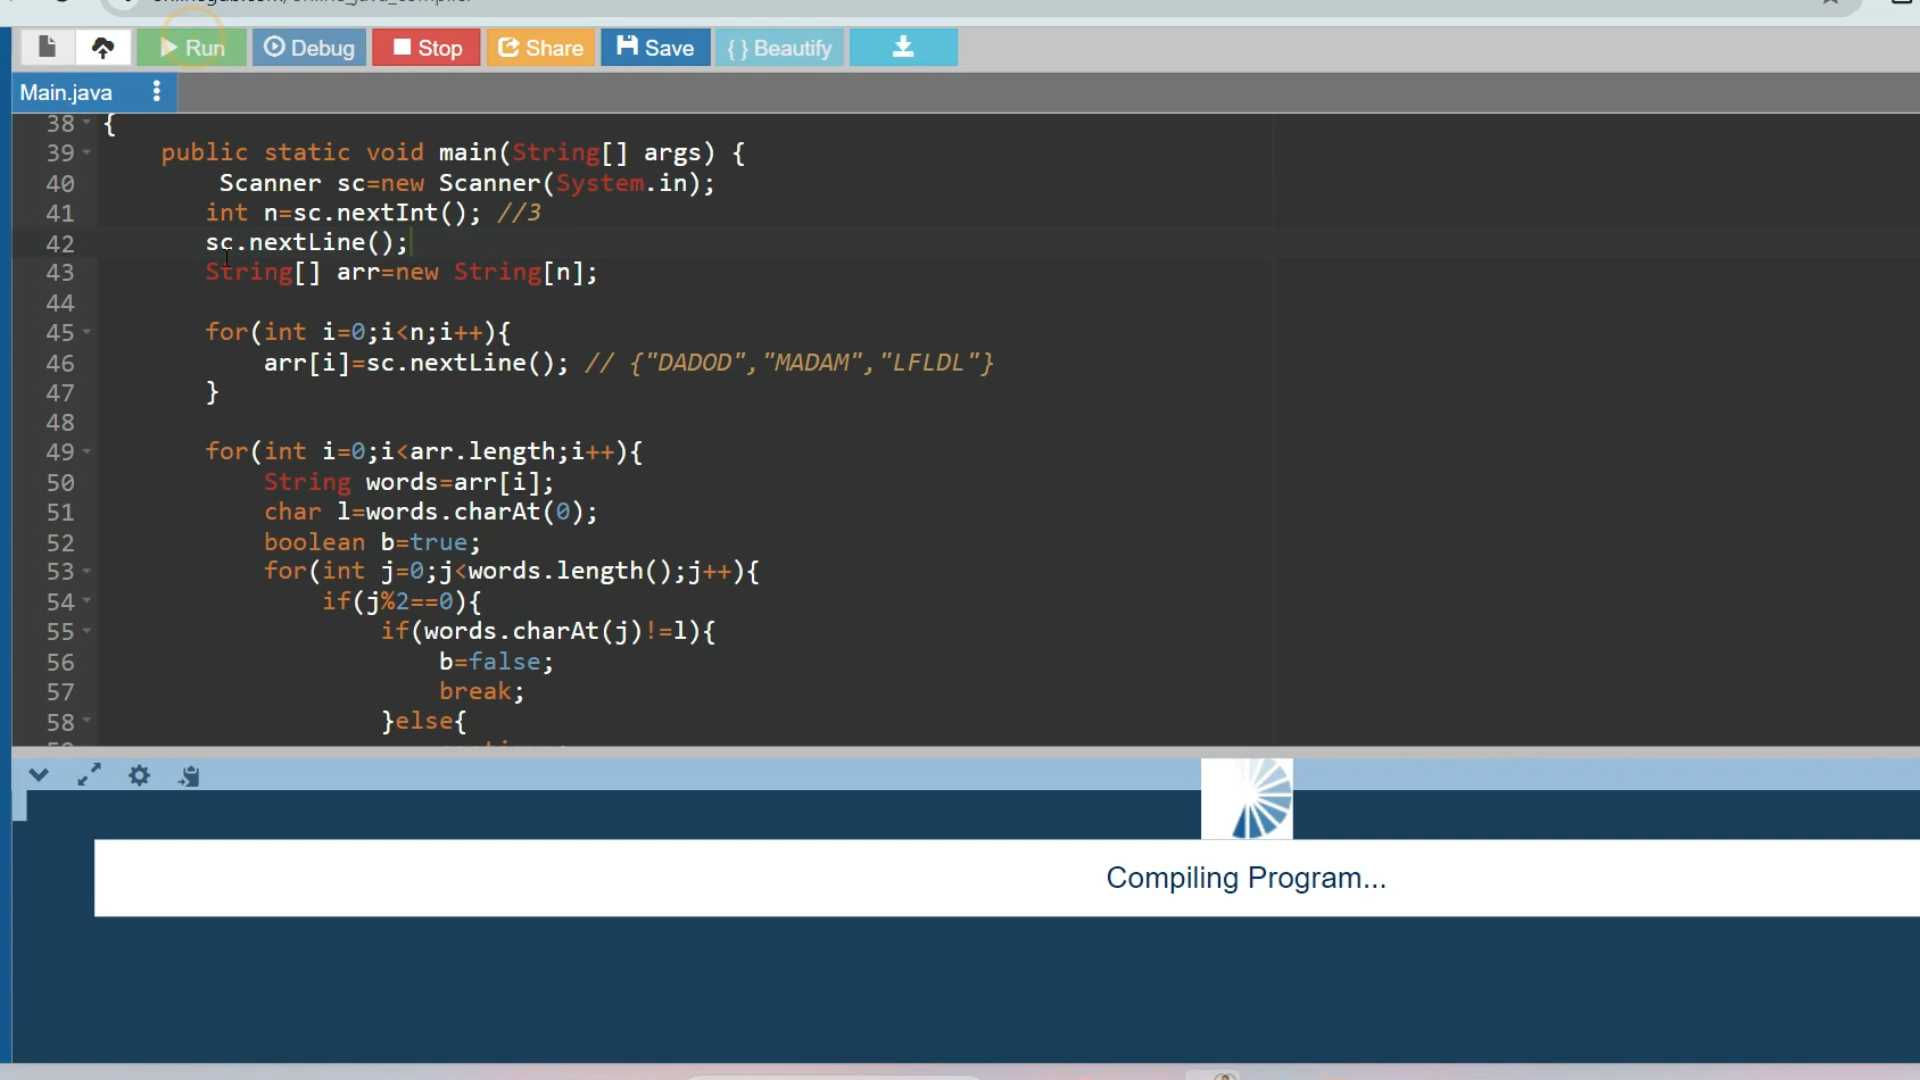 Run Debug Stop Share Save { } Beautify
Main.java
38 {
39 public static void main(String[] args) {
40 Scanner sc=new Scanner(System.in);
41 int n=sc.nextInt(); //3
42 sc.nextLine();
43 String[] arr=new String[n];
44
45 for(int i=0;i<n;i++){
46 arr[i]=sc.nextLine(); // {"DADOD","MADAM","LFLDL"}
47 }
48
49 for(int i=0;i<arr.length;i++){
50 String words=arr[i];
51 char l=words.charAt(0);
52 boolean b=true;
53 for(int j=0;j<words.length();j++){
54 if(j%2==0){
55 if(words.charAt(j)!=l){
56 b=false;
57 break;
58 }else{
Compiling Program...